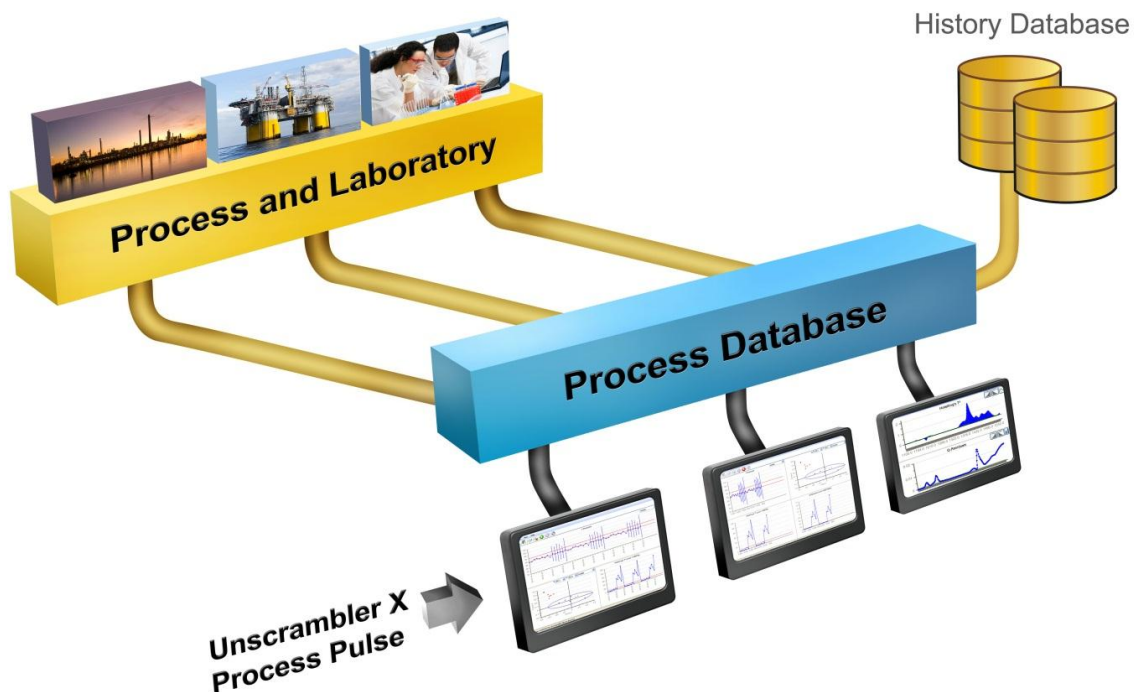 History Database
Process and Laboratory
Process Database
Unscrambler X
Process Pulse